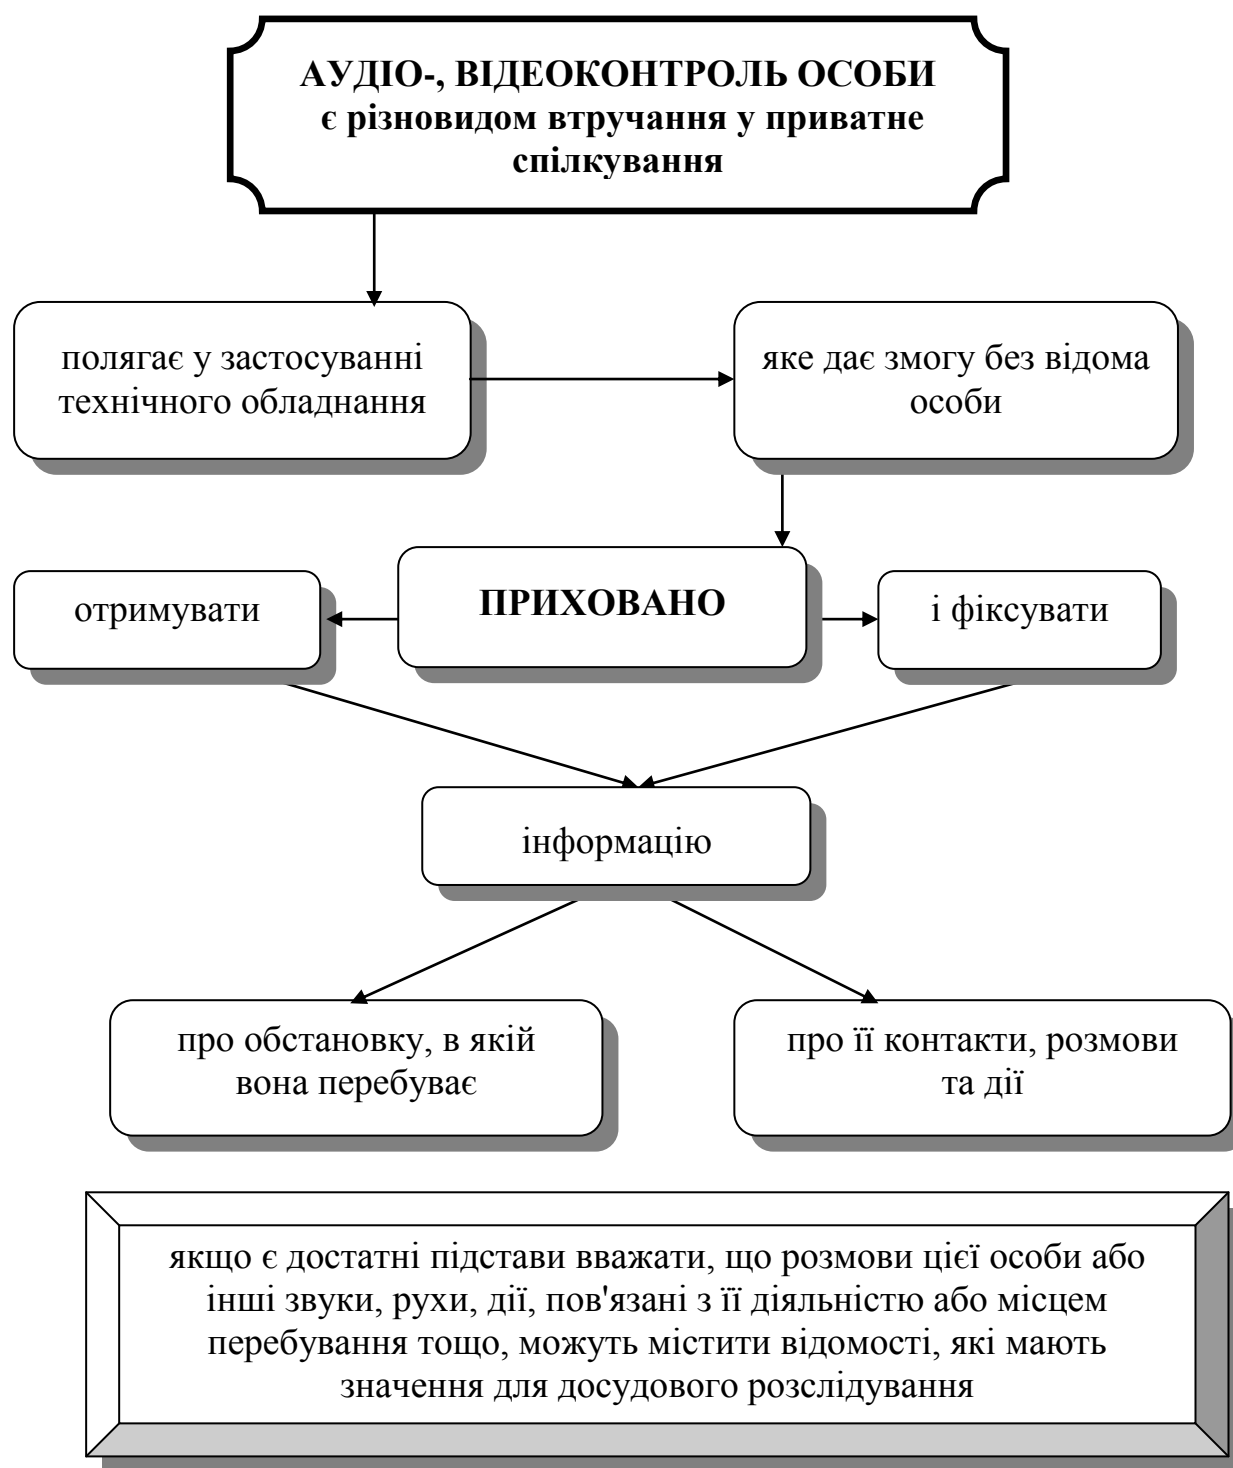 АУДІО-, ВІДЕОКОНТРОЛЬ ОСОБИ
є різновидом втручання у приватне
спілкування
полягає у застосуванні
технічного обладнання
яке дає змогу без відома
особи
отримувати
ПРИХОВАНО
і фіксувати
інформацію
про обстановку, в якій
вона перебуває
про її контакти, розмови
та дії
якщо є достатні підстави вважати, що розмови цієї особи або
інші звуки, рухи, дії, пов'язані з її діяльністю або місцем
перебування тощо, можуть містити відомості, які мають
значення для досудового розслідування